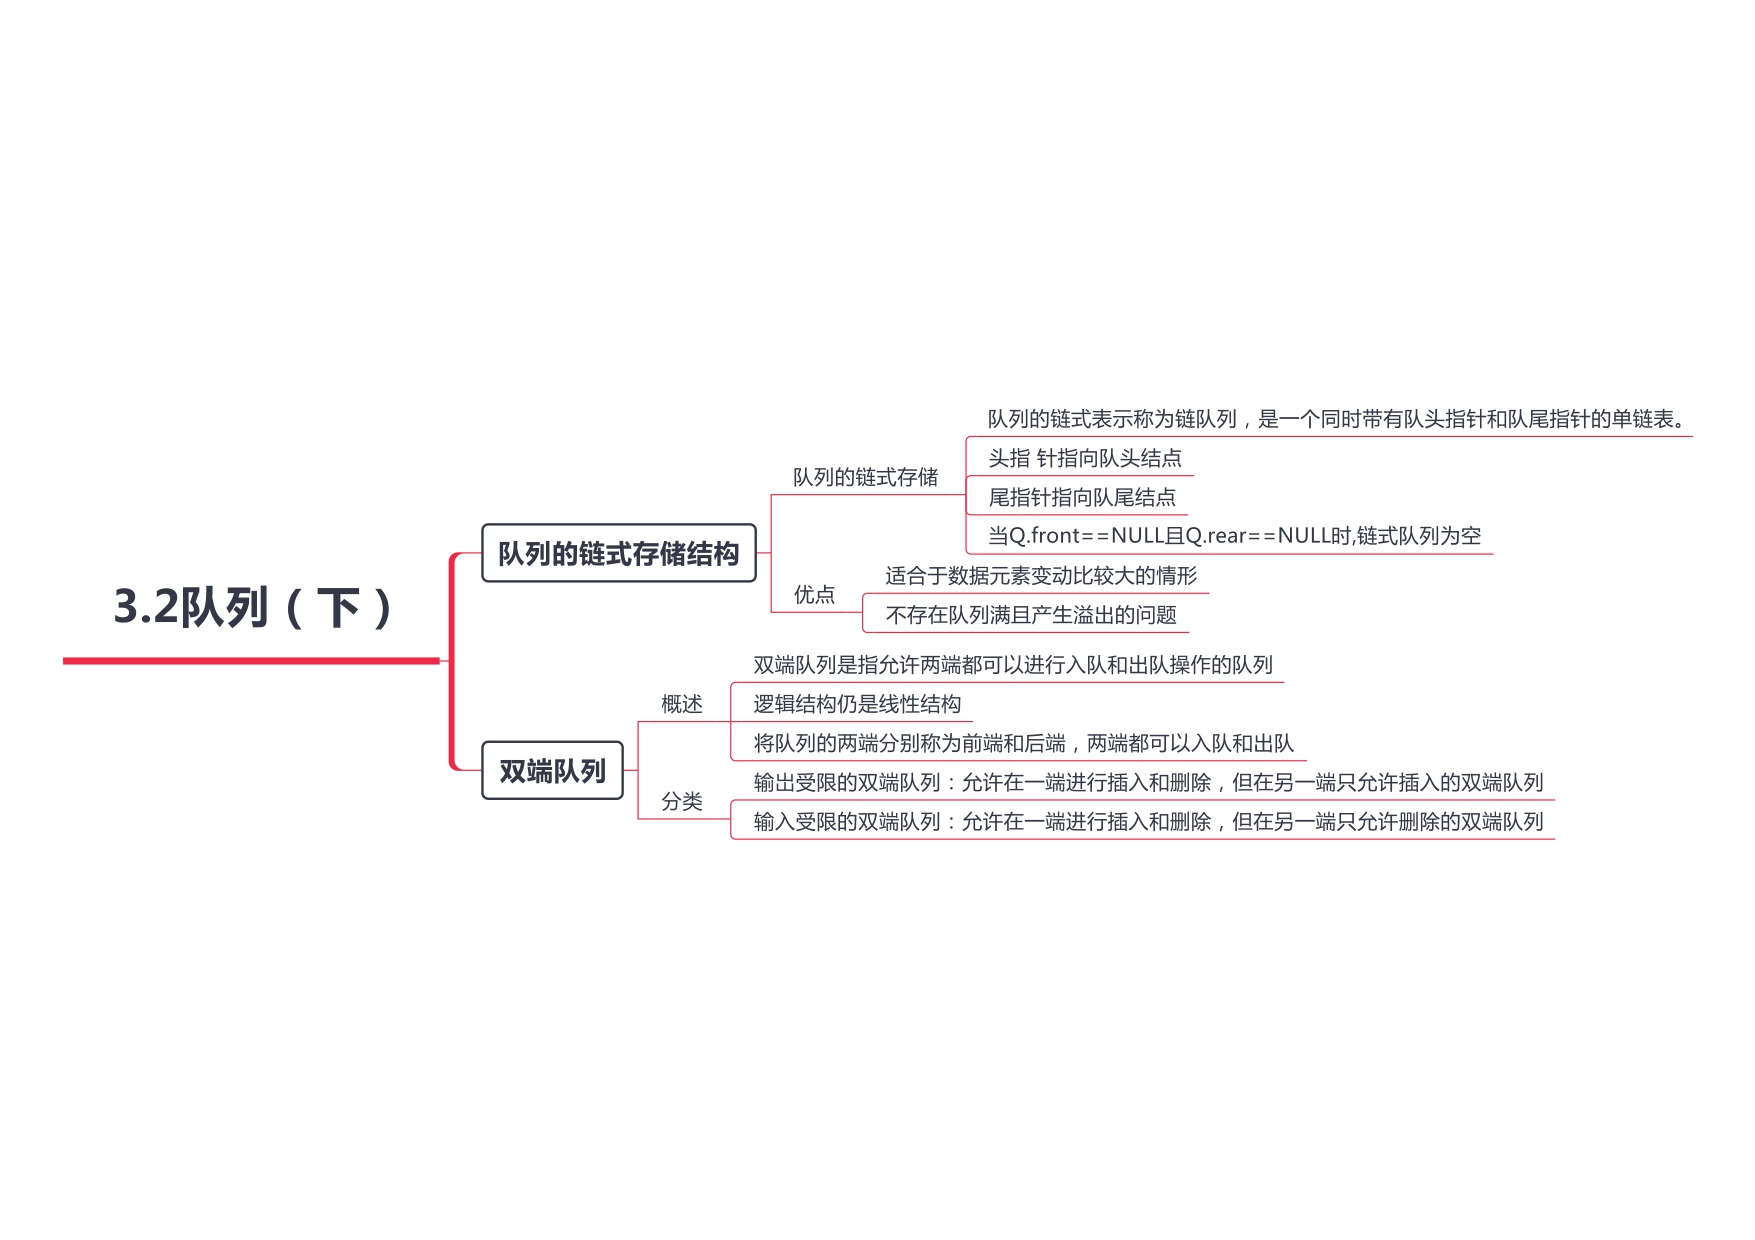 3.2队列（下）
队列的链式存储结构
队列的链式存储
队列的链式表示称为链队列，是一个同时带有队头指针和队尾指针的单链表。
头指 针指向队头结点
尾指针指向队尾结点
当Q.front==NULL且Q.rear==NULL时,链式队列为空
优点
适合于数据元素变动比较大的情形
不存在队列满且产生溢出的问题
双端队列
概述
双端队列是指允许两端都可以进行入队和出队操作的队列
逻辑结构仍是线性结构
将队列的两端分别称为前端和后端，两端都可以入队和出队
分类
输出受限的双端队列：允许在一端进行插入和删除，但在另一端只允许插入的双端队列
输入受限的双端队列：允许在一端进行插入和删除，但在另一端只允许删除的双端队列